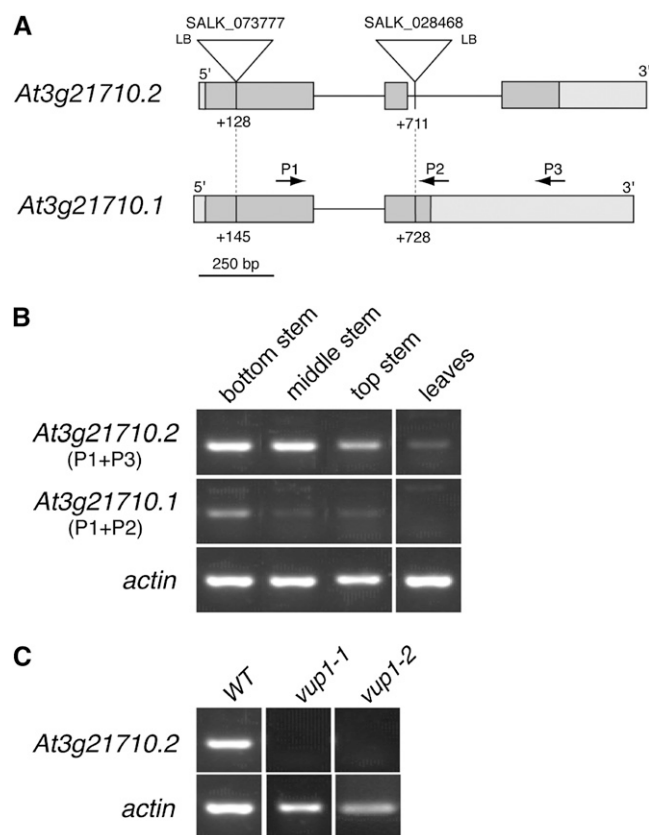 A
SALK_073777
SALK_028468
LB
LB
5'
3'
At3g21710.2
+128
+711
P1
P2
P3
5'
3'
At3g21710.1
+145
+728
250 bp
B
bottom stem
middle stem
top stem
leaves
At3g21710.2
(P1+P3)
At3g21710.1
(P1+P2)
actin
C
WT
vup1-1
vup1-2
At3g21710.2
actin